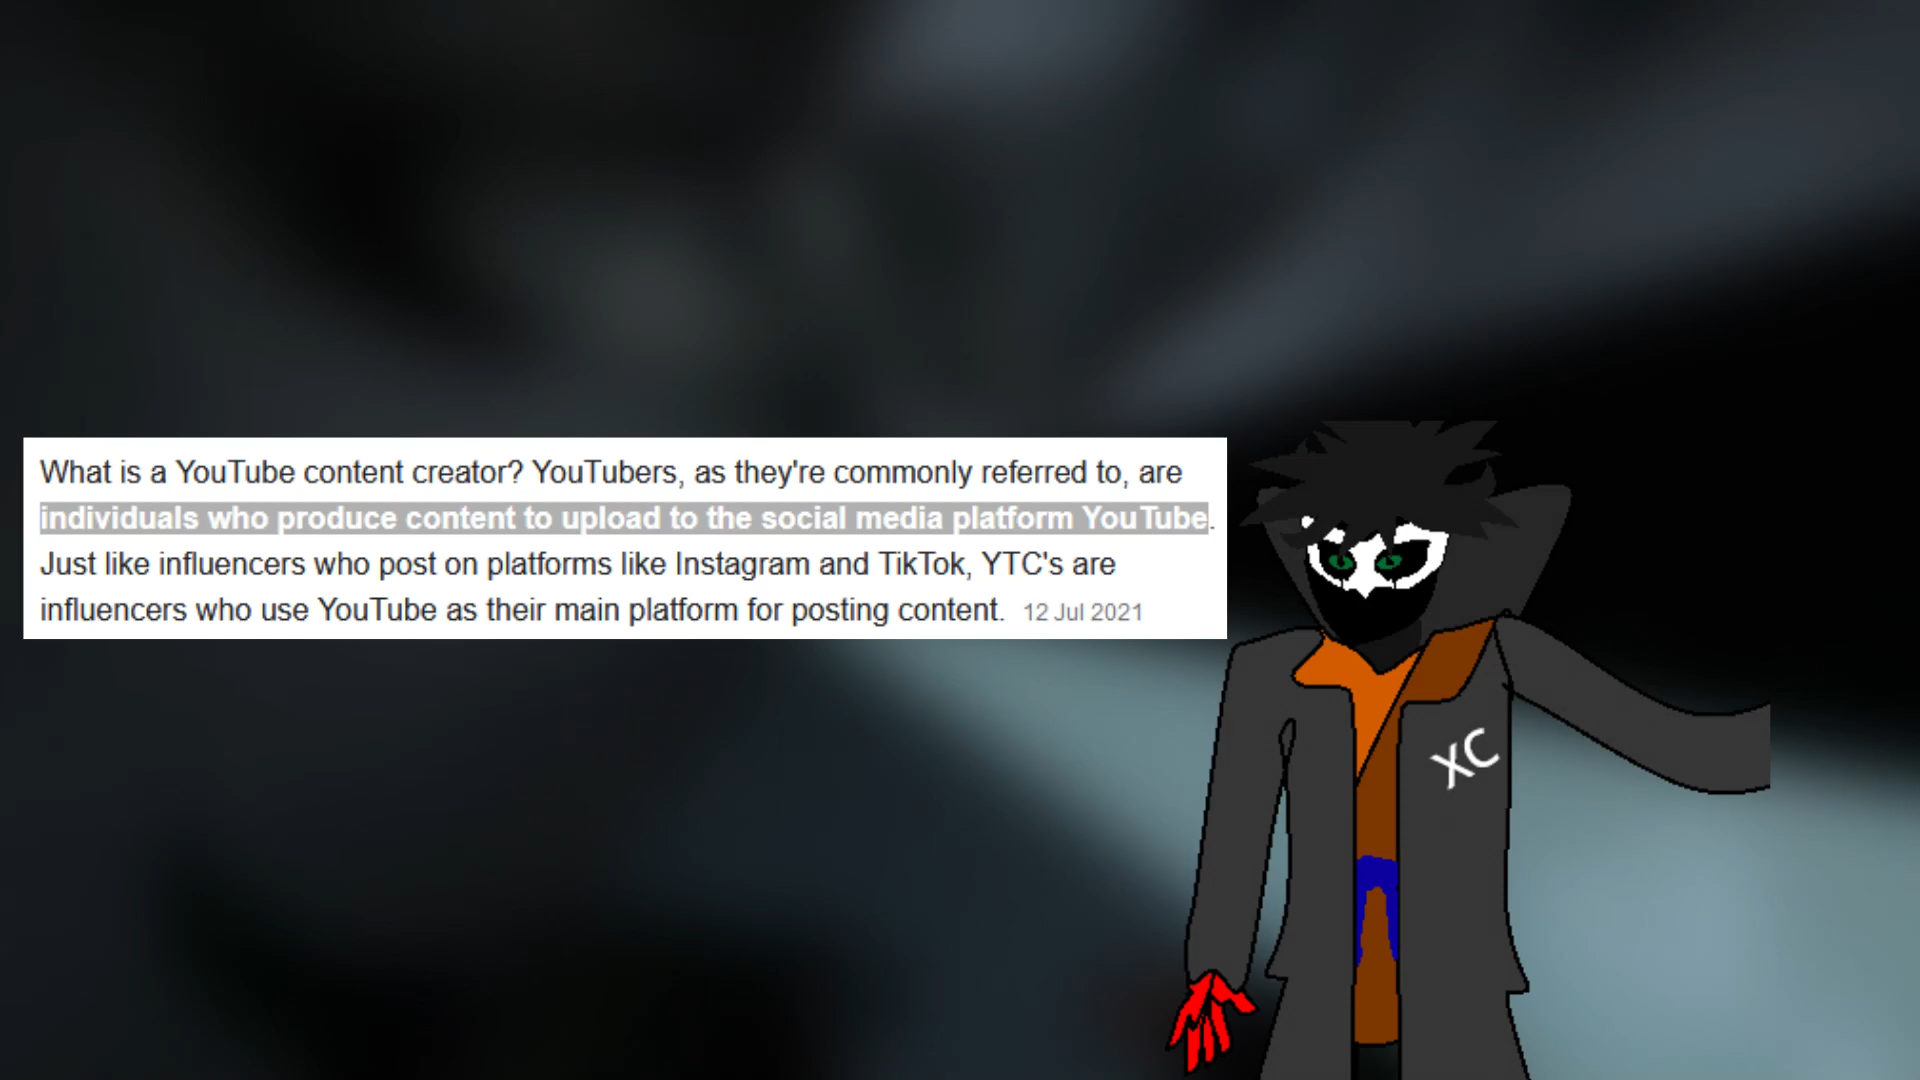 What is a YouTube content creator? YouTubers, as they're commonly referred to, are
individuals who produce content to upload to the social media platform YouTube.
Just like influencers who post on platforms like Instagram and TikTok, YTC's are
influencers who use YouTube as their main platform for posting content. 12 Jul 2021
XC